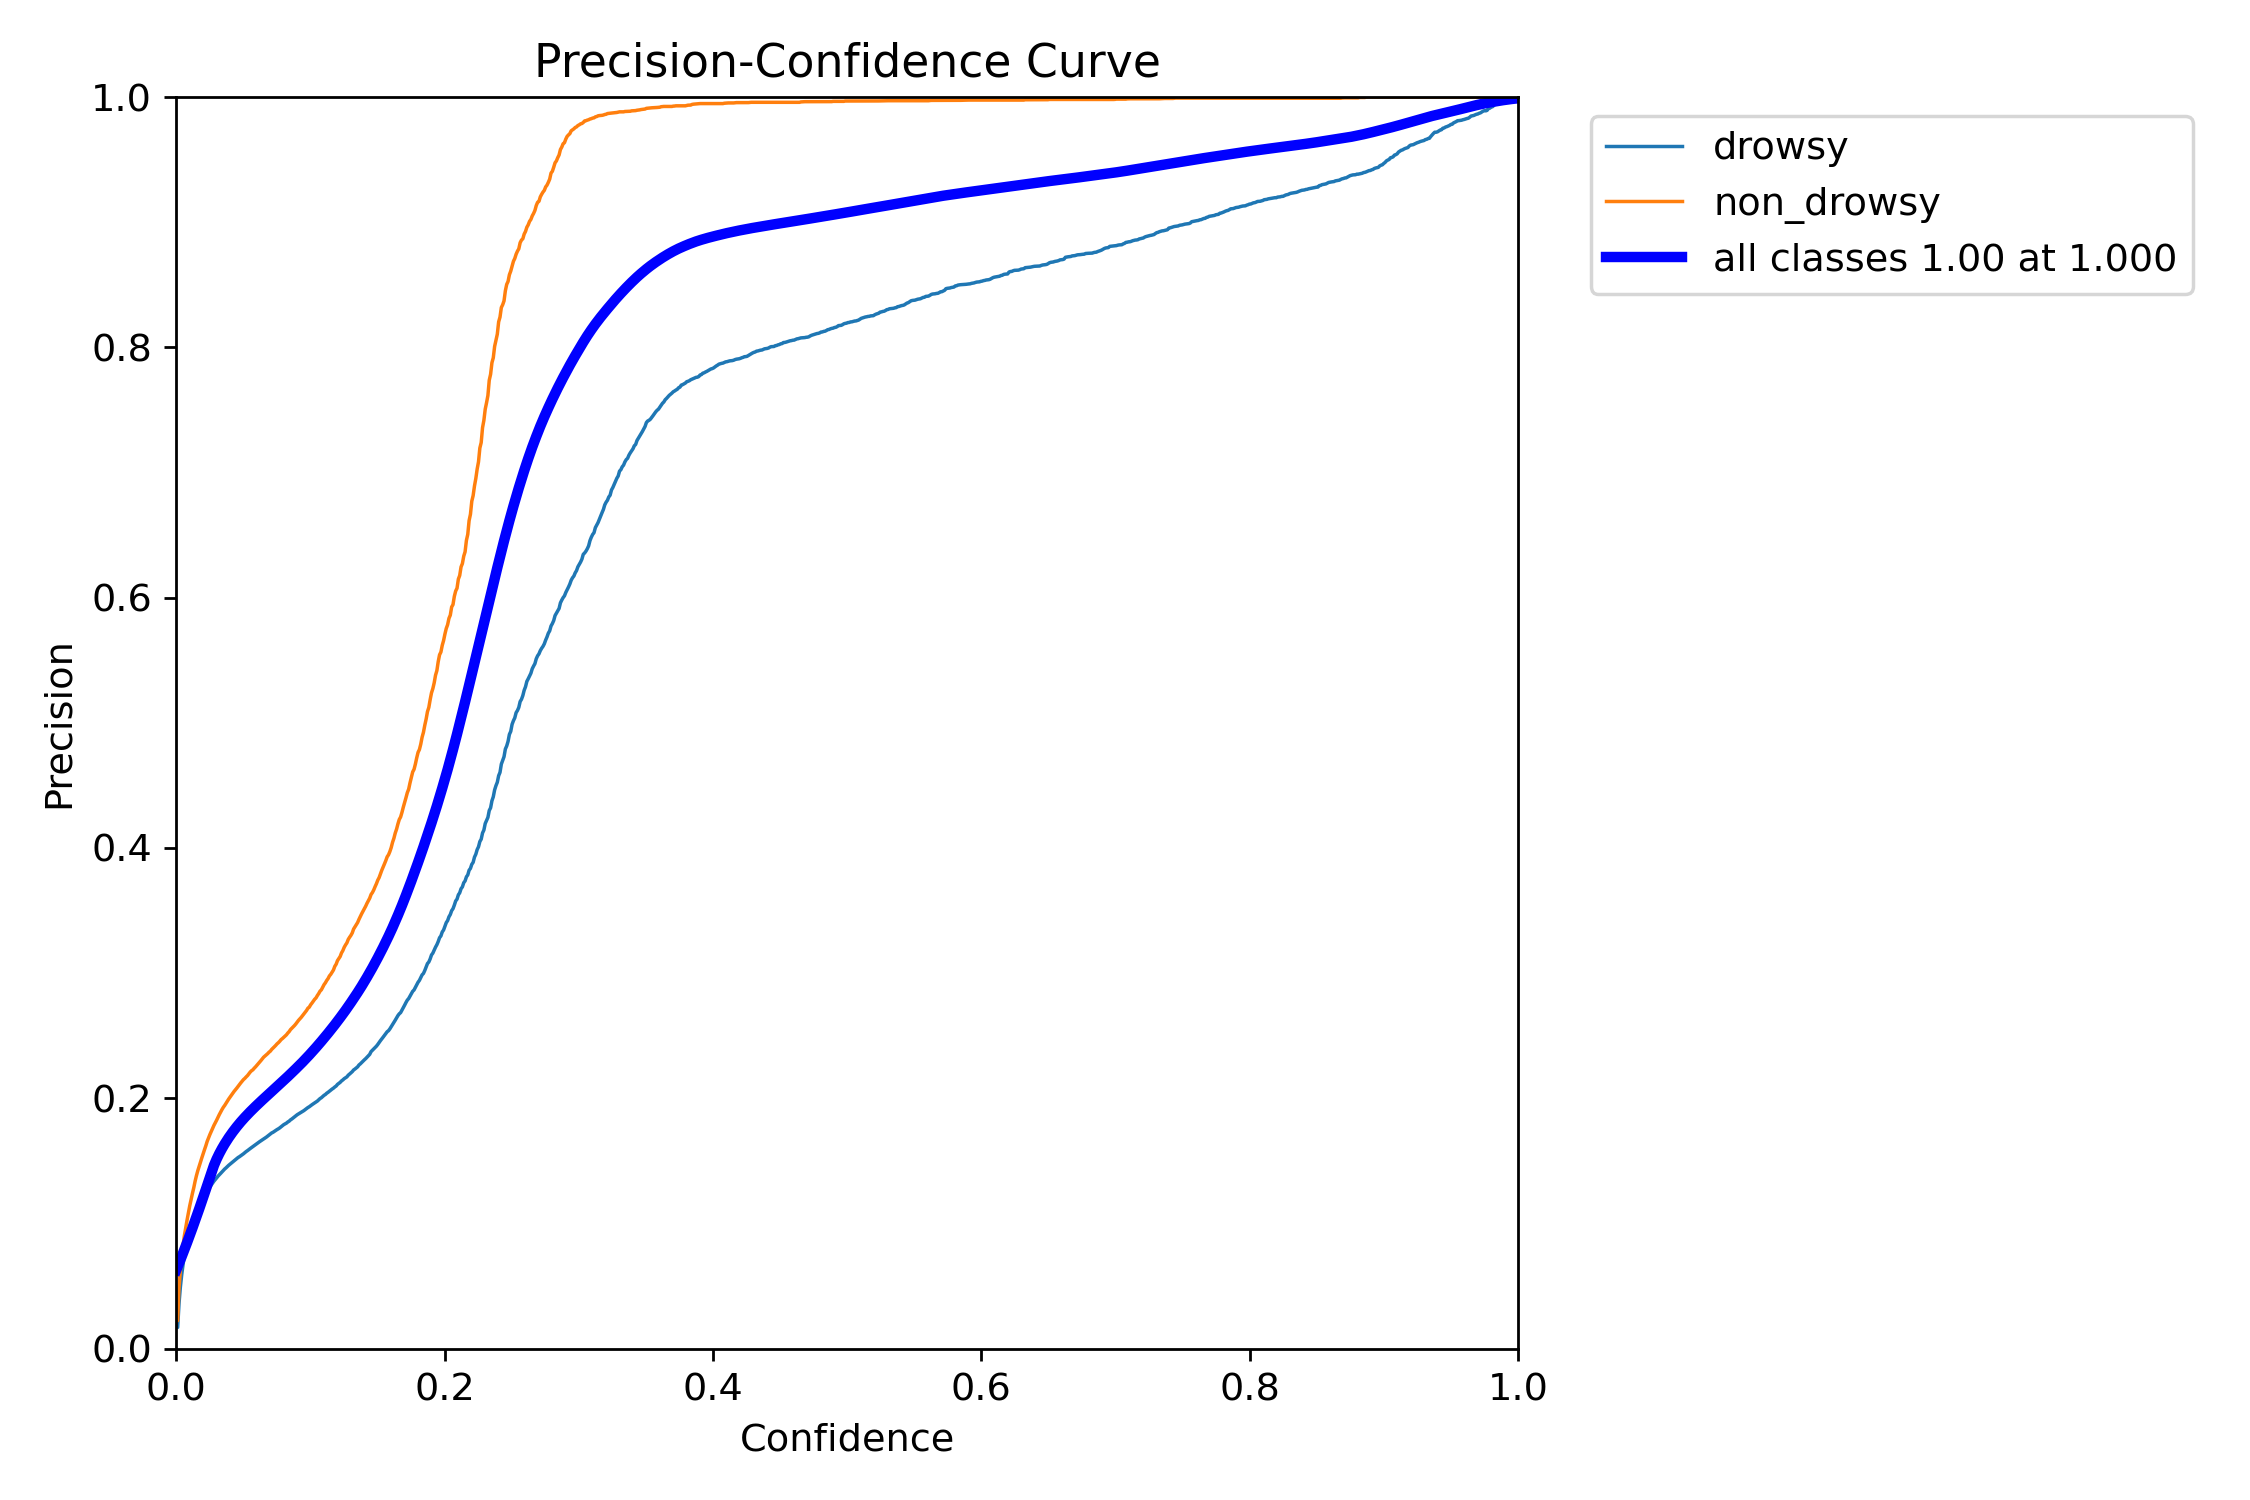 Precision-Confidence Curve
1.0
0.8
0.6
0.4
0.2
0.0
Precision
0.0 0.2 0.4 0.6 0.8 1.0
Confidence
drowsy
non_drowsy
all classes 1.00 at 1.000